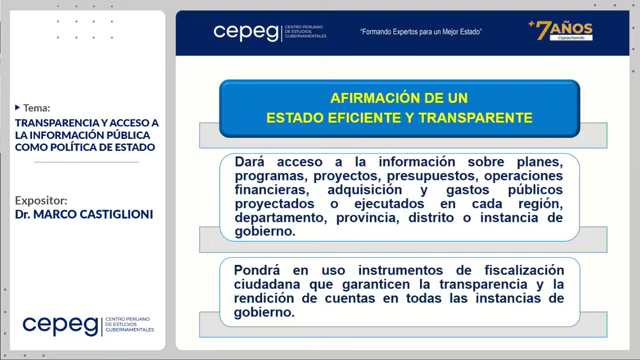 cepeg
CENTRO PERUANO
DE ESTUDIOS
GUBERNAMENTALES
"Formando Expertos para un Mejor Estado"
+7AÑOS
Capacitando
Tema:
TRANSPARENCIA Y ACCESO A
LA INFORMACIÓN PÚBLICA
COMO POLÍTICA DE ESTADO
Expositor:
Dr. MARCO CASTIGLIONI
cepeg
CENTRO PERUANO
DE ESTUDIOS
GUBERNAMENTALES
AFIRMACIÓN DE UN
ESTADO EFICIENTE Y TRANSPARENTE
Dará acceso a la información sobre planes,
programas, proyectos, presupuestos, operaciones
financieras, adquisición y gastos públicos
proyectados o ejecutados en cada región,
departamento, provincia, distrito o instancia de
gobierno.
Pondrá en uso instrumentos de fiscalización
ciudadana que garanticen la transparencia y la
rendición de cuentas en todas las instancias de
gobierno.